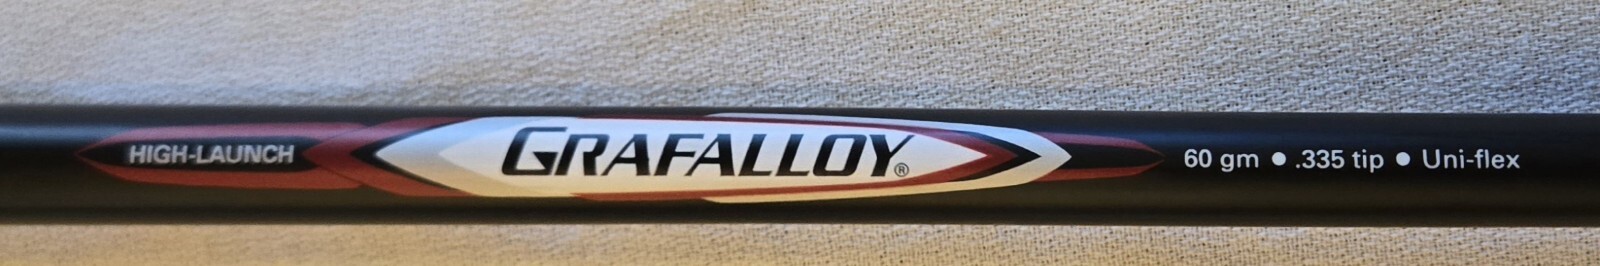 HIGH-LAUNCH GRAFALLOY® 60 gm • .335 tip • Uni-flex